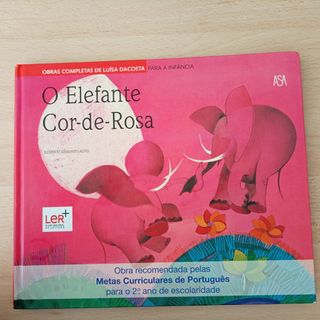 OBRAS COMPLETAS DE LUÍSA DACOSTA PARA A INFÂNCIA
ASA
O Elefante
Cor-de-Rosa
LeR+
Obra recomendada pelas
Metas Curriculares de Português
para o 2º ano de escolaridade